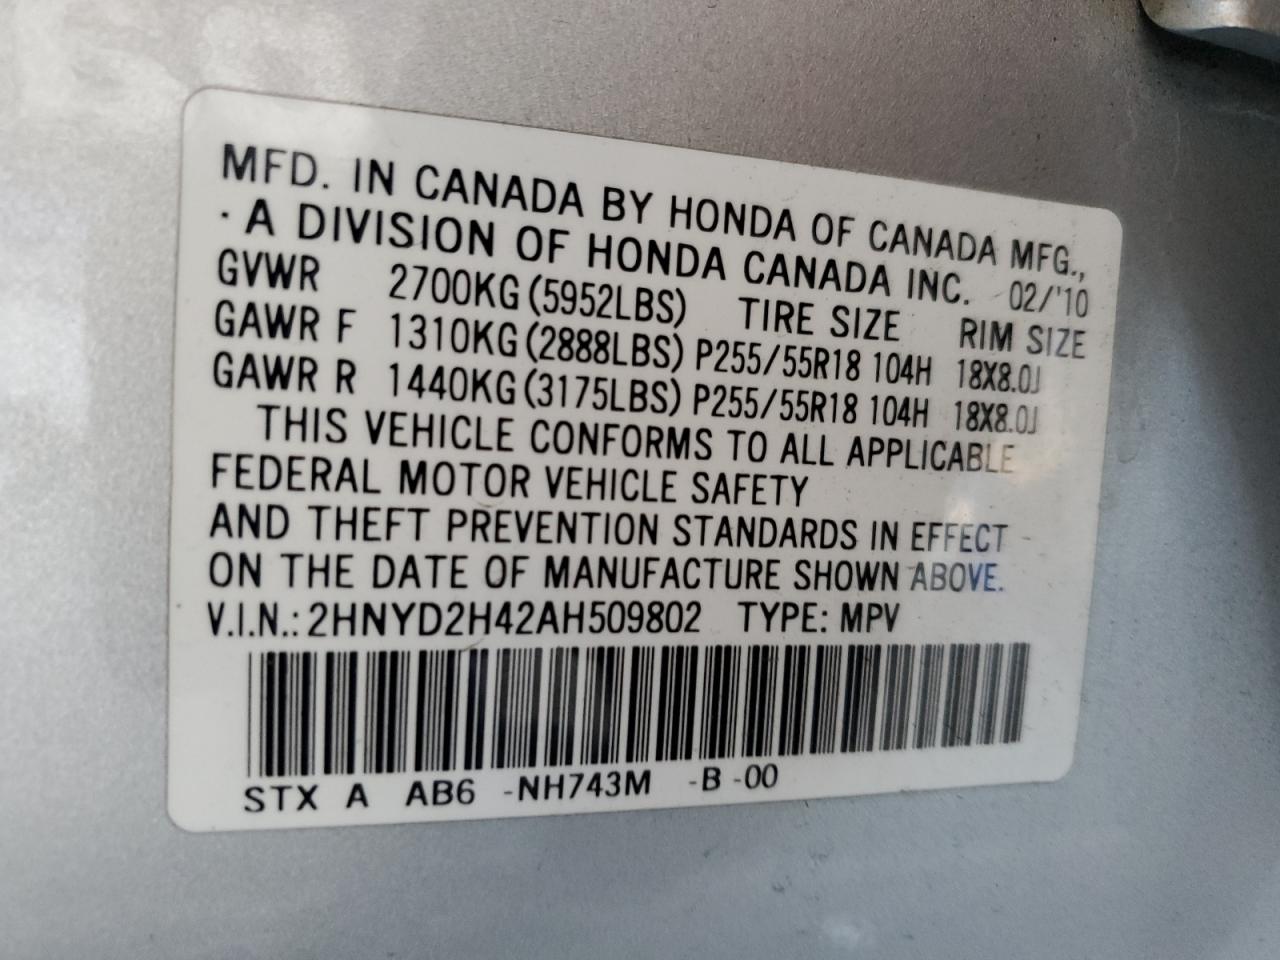 MFD. IN CANADA BY HONDA OF CANADA MFG.,
· A DIVISION OF HONDA CANADA INC. 02/'10
GVWR 2700KG (5952LBS) TIRE SIZE RIM SIZE
GAWR F 1310KG (2888LBS) P255/55R18 104H 18X8.0J
GAWR R 1440KG (3175LBS) P255/55R18 104H 18X8.0J
THIS VEHICLE CONFORMS TO ALL APPLICABLE
FEDERAL MOTOR VEHICLE SAFETY
AND THEFT PREVENTION STANDARDS IN EFFECT
ON THE DATE OF MANUFACTURE SHOWN ABOVE.
V.I.N.: 2HNYD2H42AH509802 TYPE: MPV
STX A AB6 -NH743M -B -00